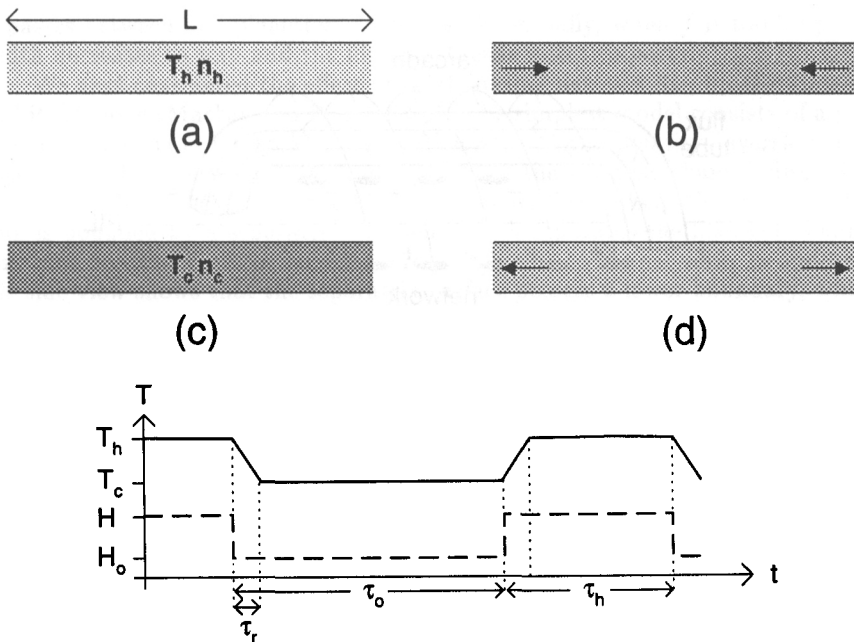 L
T_h n_h
(a)
(b)
T_c n_c
(c)
(d)
T
T_h
T_c
H
H_o
t
τ_o
τ_h
τ_r